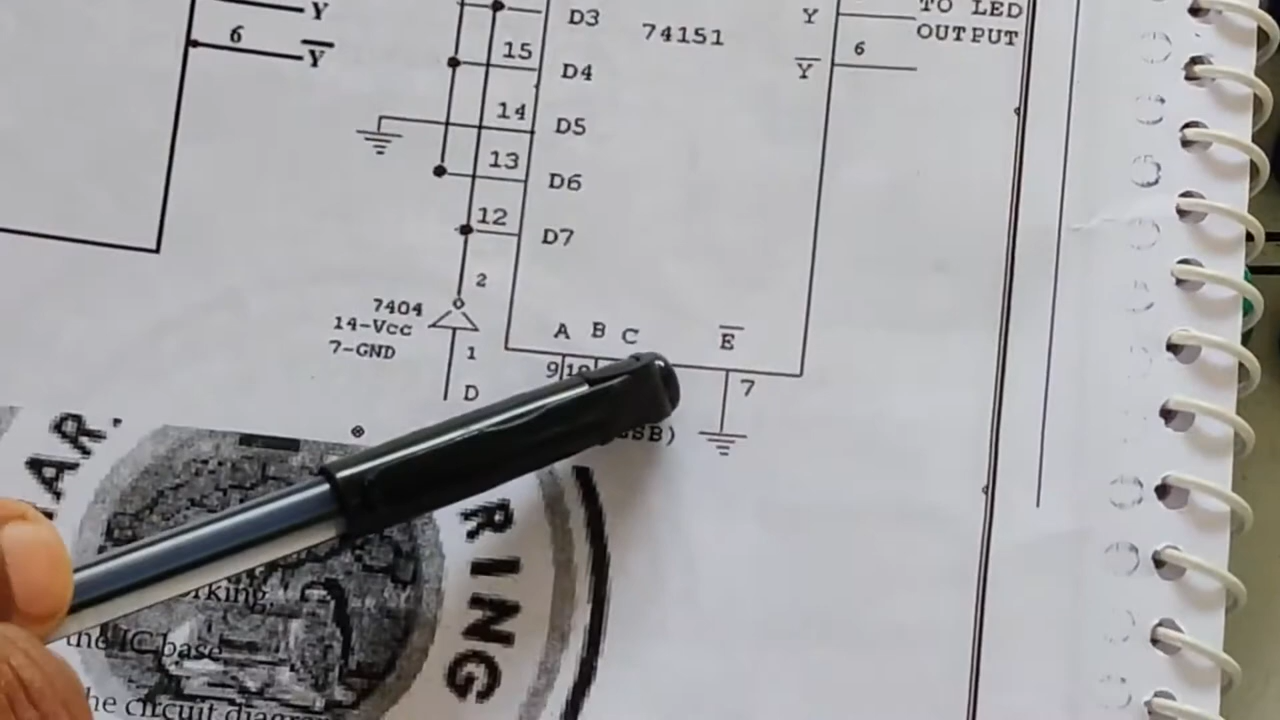 Y
6
Y̅
D3
74151
Y
TO LED
OUTPUT
15
D4
6
Y̅
14
D5
13
D6
12
D7
2
7404
14-Vcc
7-GND
1
D
A B C
E̅
9
7
SB)
AR.
RING
rking,
the IC base
he circuit diagra